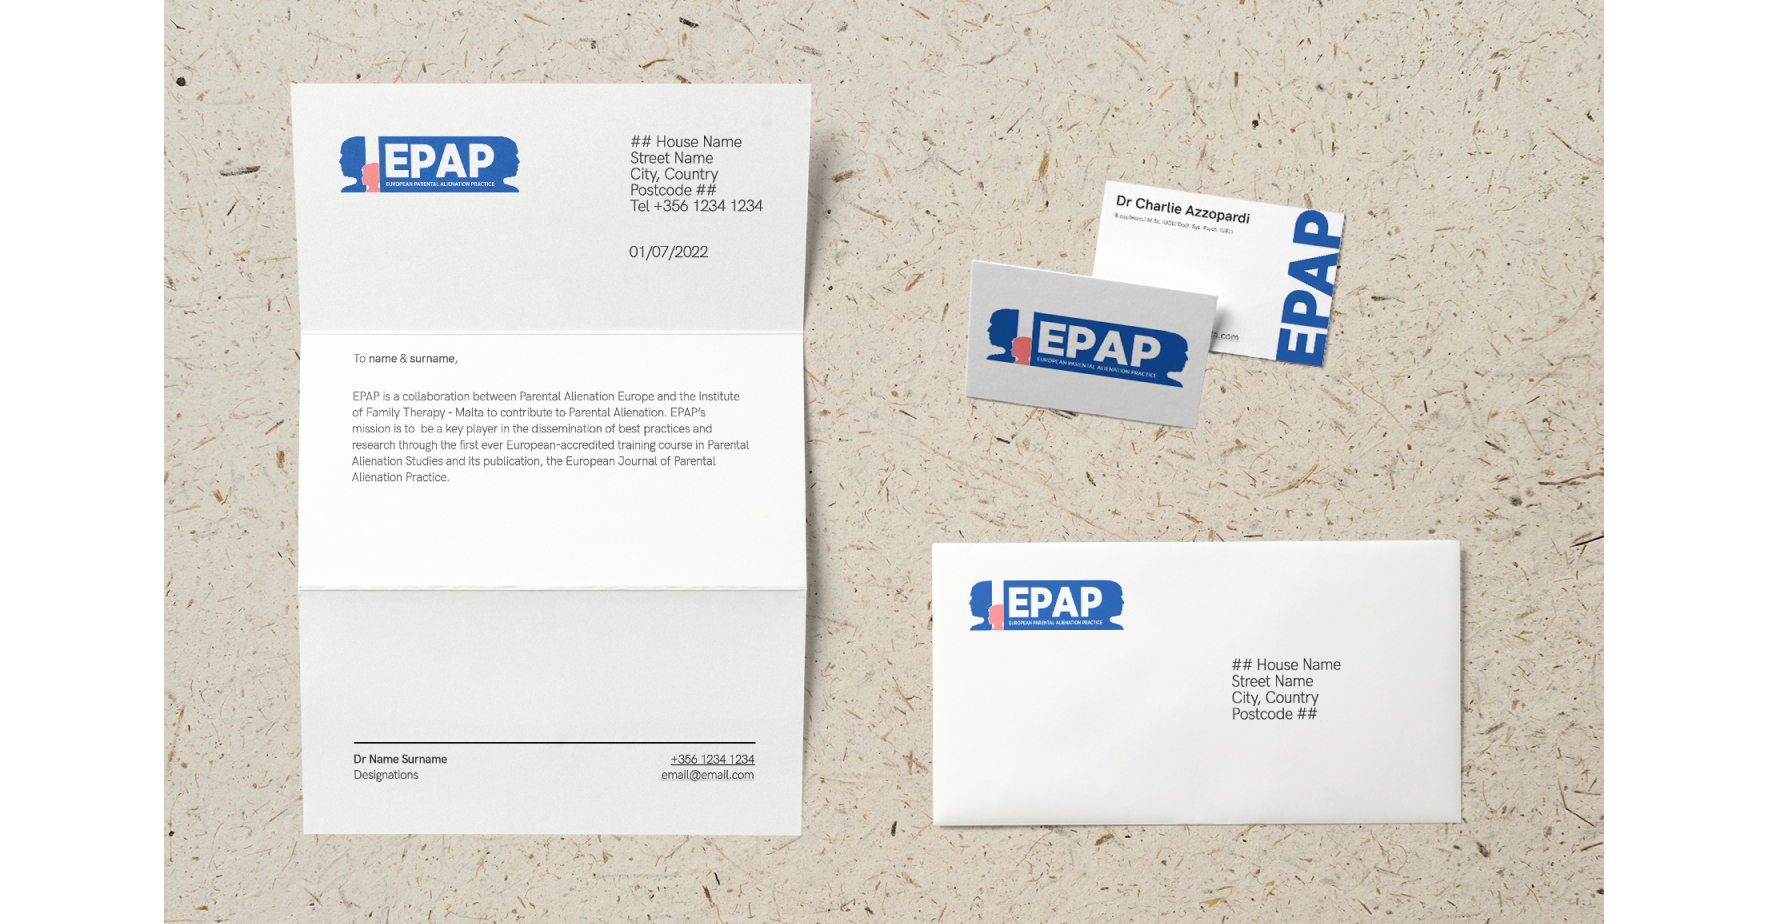 EPAP
EUROPEAN PARENTAL ALIENATION PRACTICE
## House Name
Street Name
City, Country
Postcode ##
Tel +356 1234 1234
01/07/2022
To name & surname,
EPAP is a collaboration between Parental Alienation Europe and the Institute
of Family Therapy - Malta to contribute to Parental Alienation. EPAP's
mission is to  be a key player in the dissemination of best practices and
research through the first ever European-accredited training course in Parental
Alienation Studies and its publication, the European Journal of Parental
Alienation Practice.
Dr Name Surname
Designations
+356 1234 1234
email@email.com
Dr Charlie Azzopardi
EPAP
.com
EPAP
EUROPEAN PARENTAL ALIENATION PRACTICE
EPAP
EUROPEAN PARENTAL ALIENATION PRACTICE
## House Name
Street Name
City, Country
Postcode ##